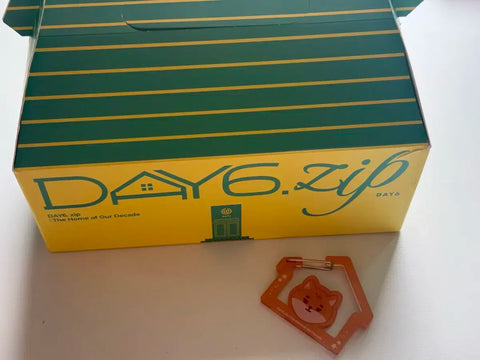 DAY6.zip
DAY6
DAY6. zip
: The Home of Our Decade